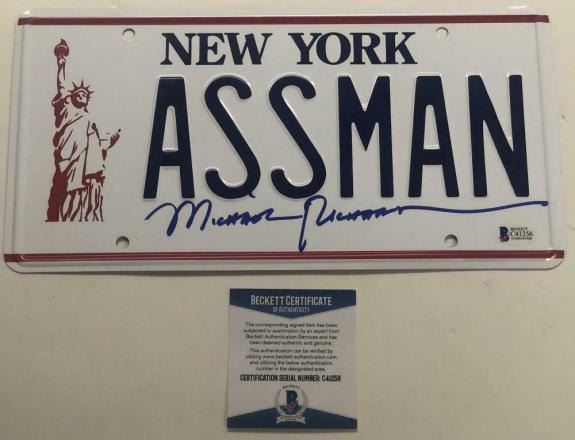 NEW YORK
ASSMAN
Michael Richards
BECKETT
C41256
BECKETT CERTIFICATE
OF AUTHENTICITY
The corresponding signed item has been
subjected to examination by an expert from
Beckett Authentication Services and has
been deemed authentic and genuine.
This authentication can be verified by
visiting www.beckett-authentication.com
and utilizing the below authentication
number in the designated area.
CERTIFICATION SERIAL NUMBER: C41256
BECKETT